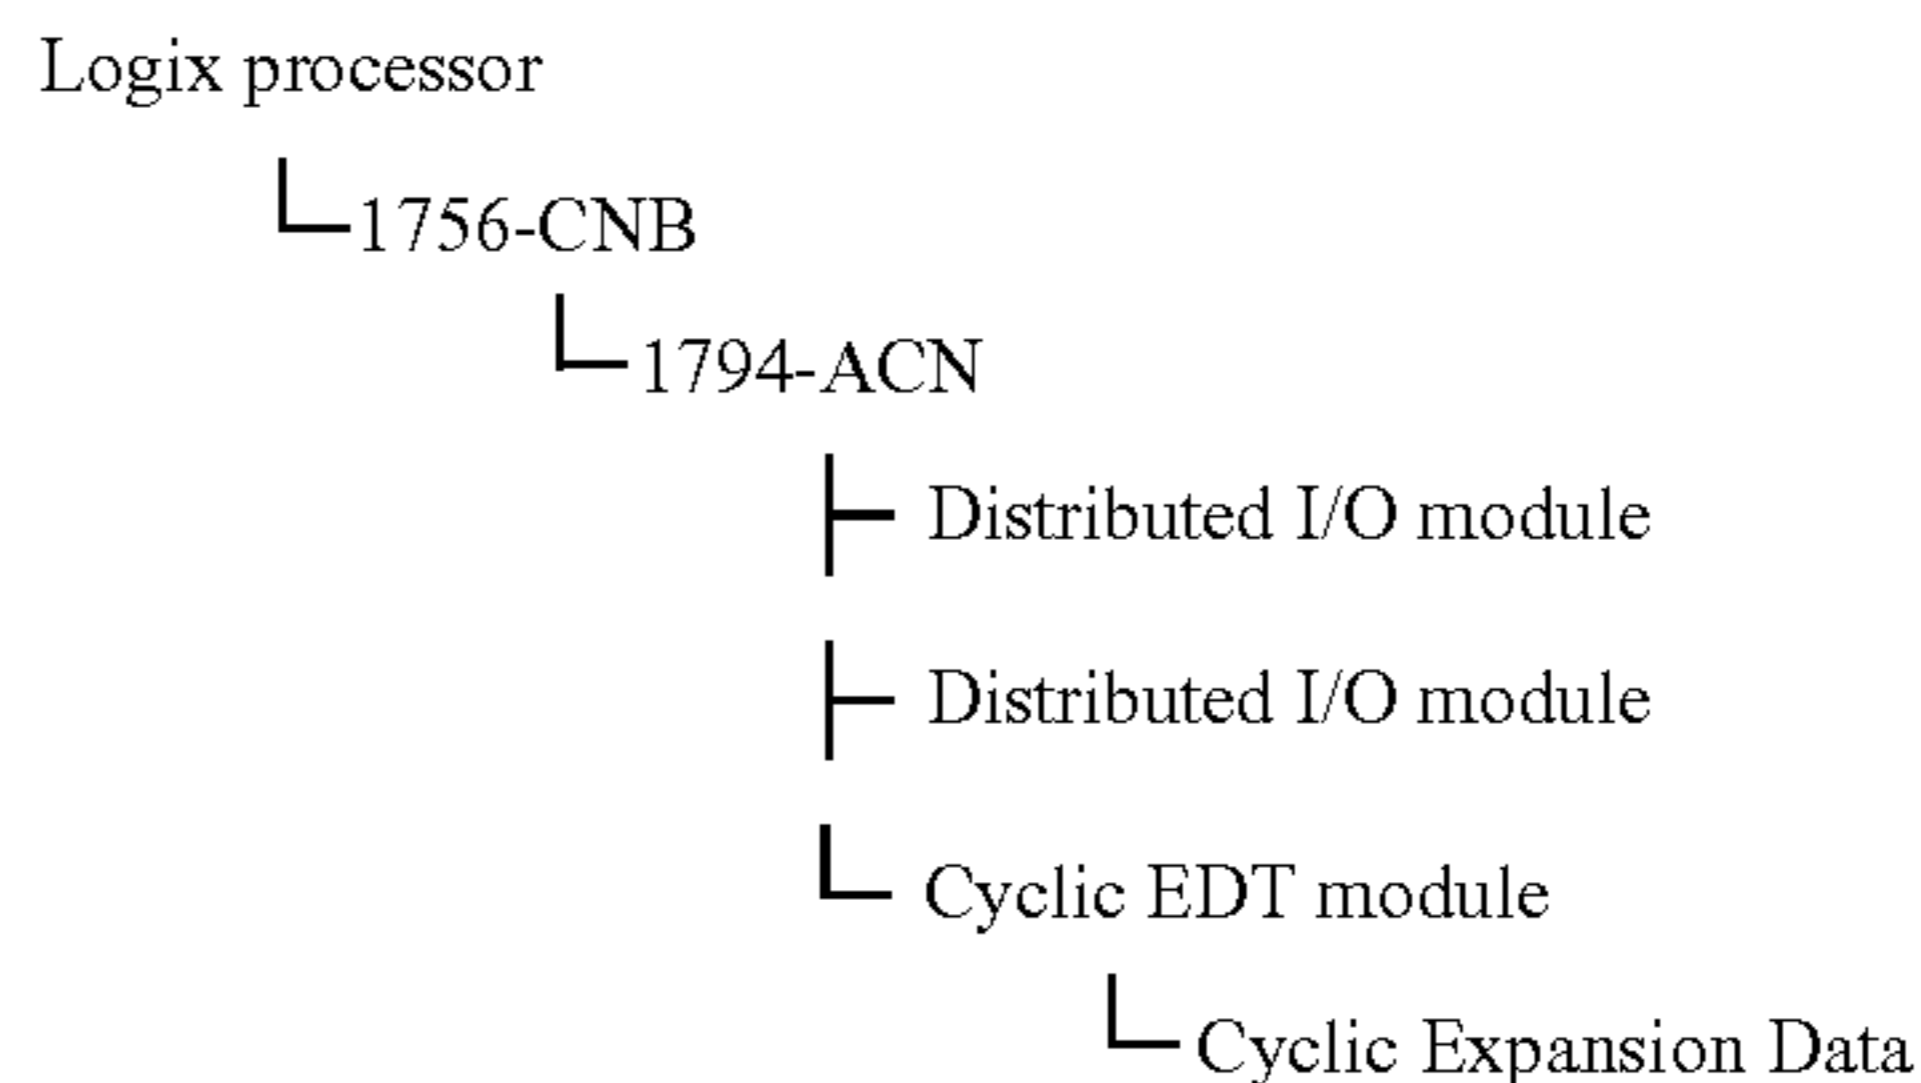 Logix processor
1756-CNB
1794-ACN
Distributed I/O module
Distributed I/O module
Cyclic EDT module
Cyclic Expansion Data